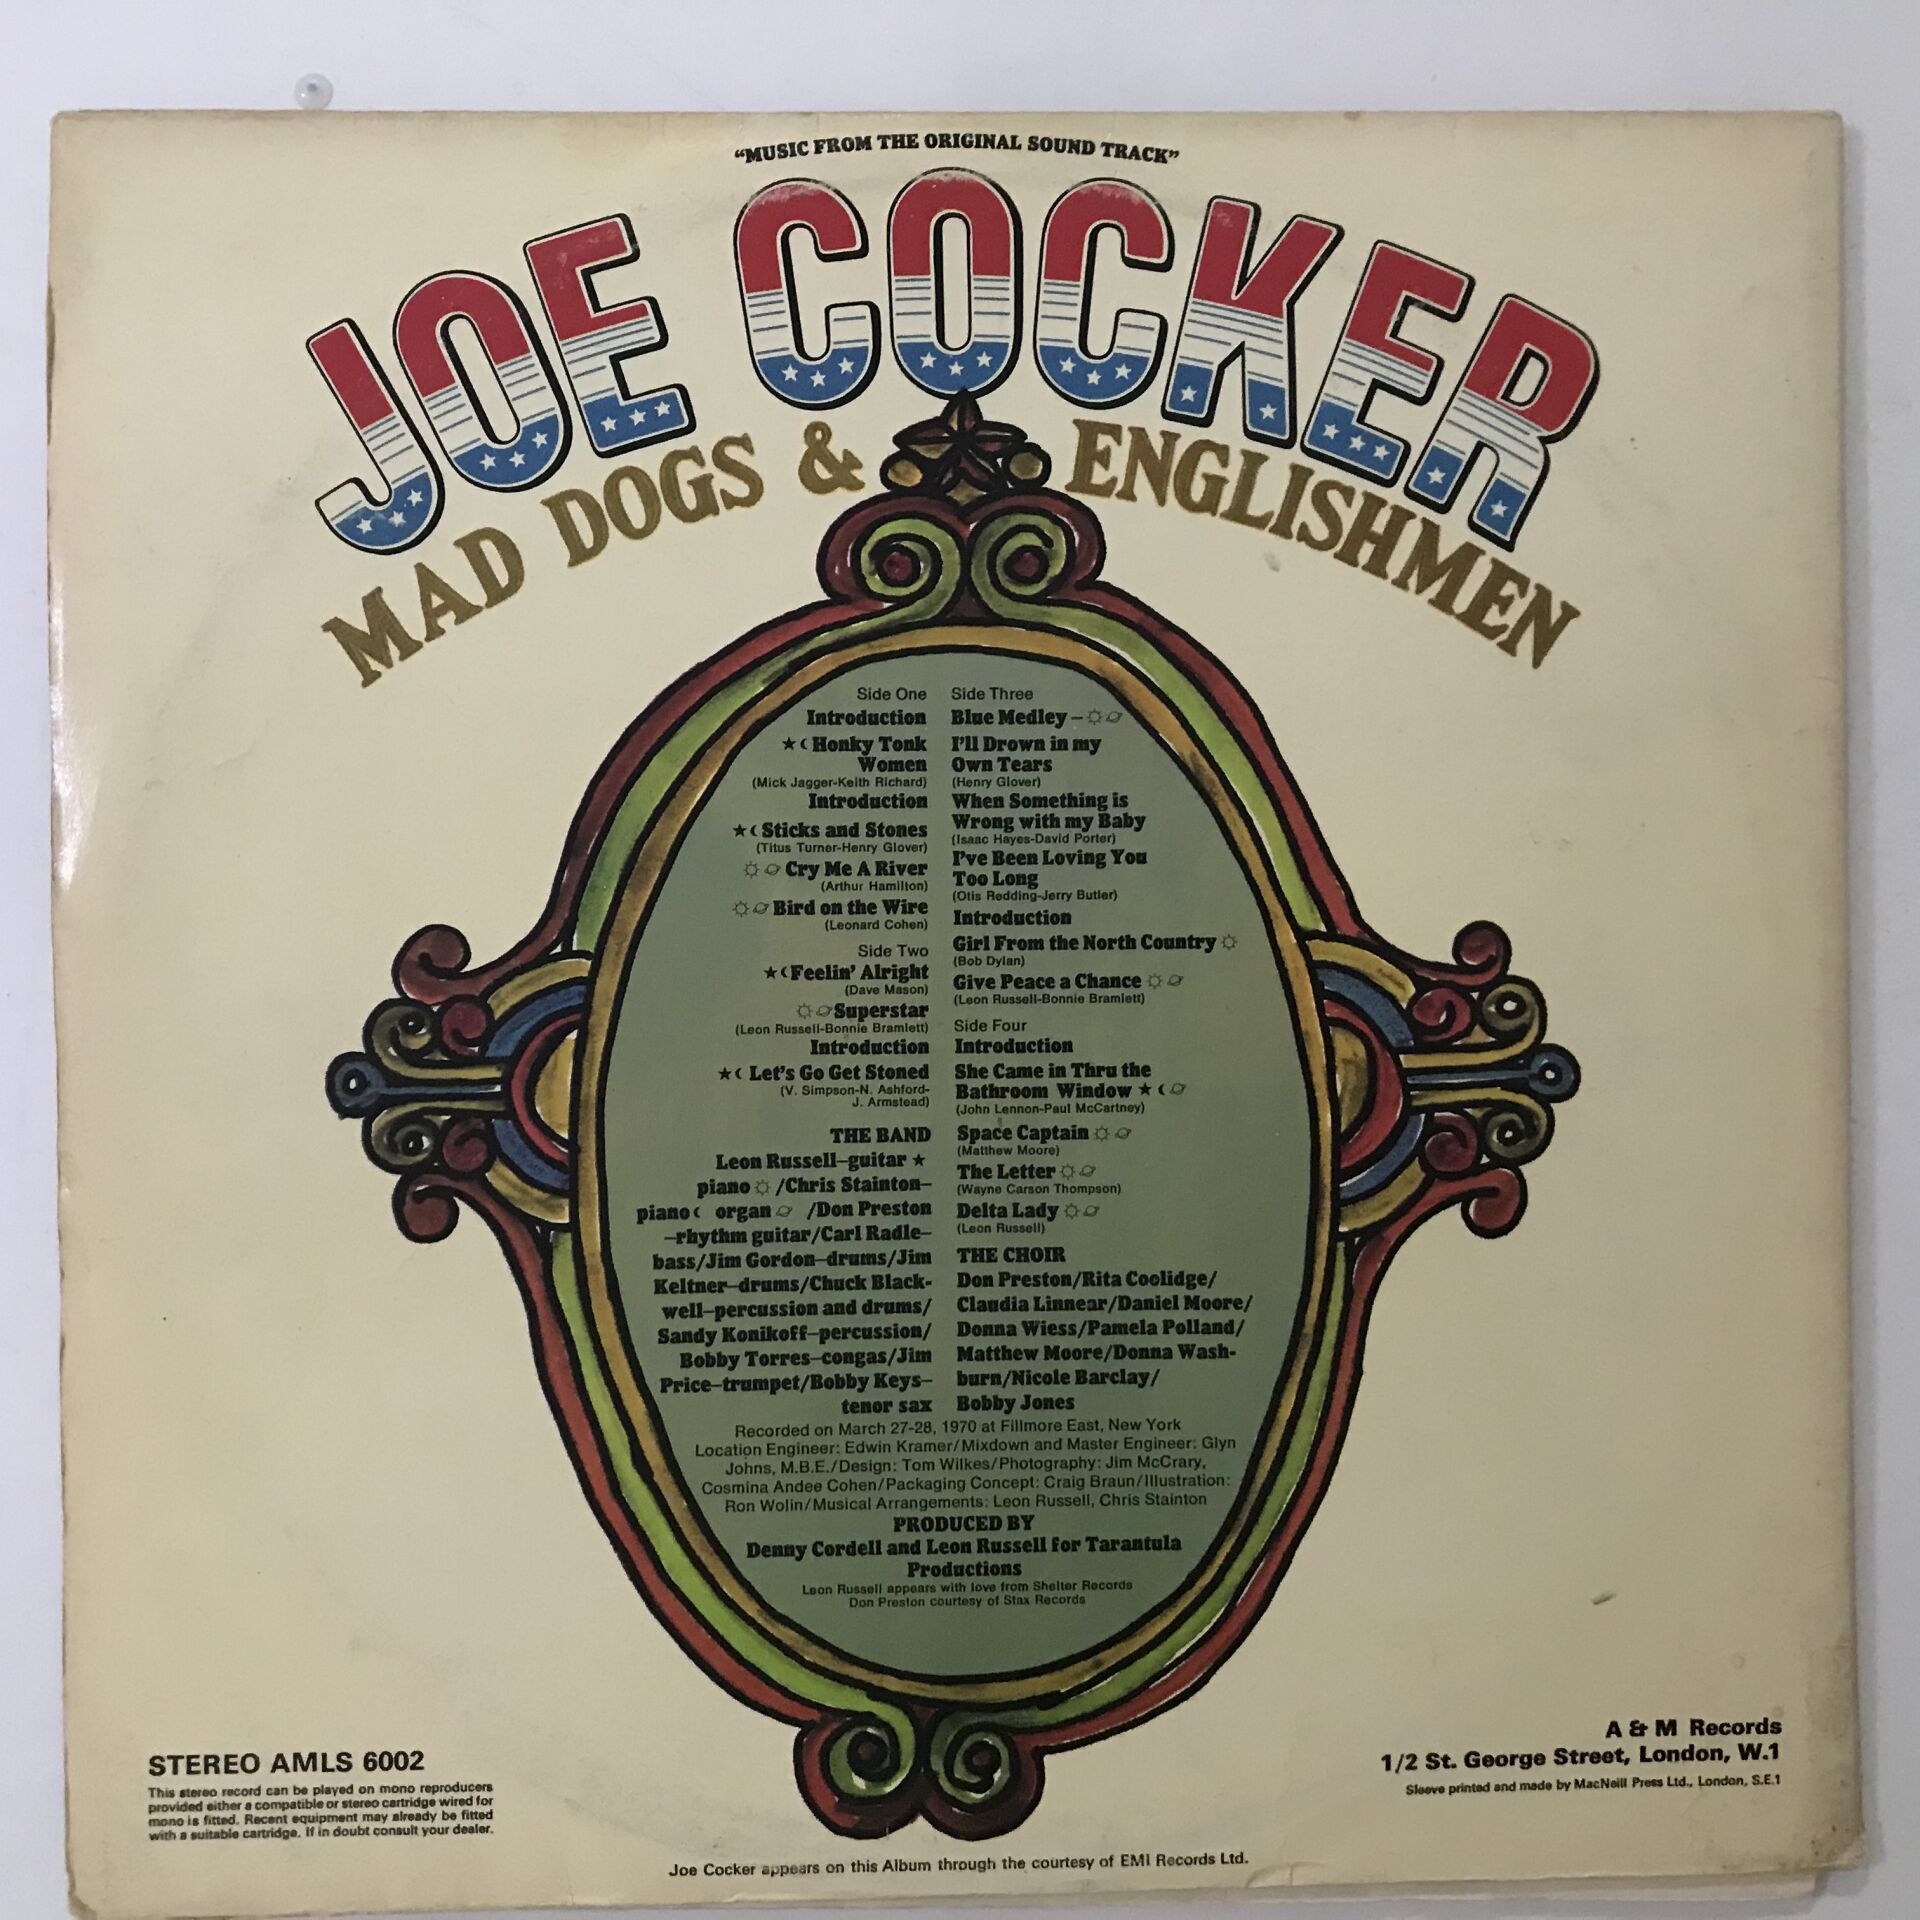 “MUSIC FROM THE ORIGINAL SOUND TRACK”
JOE COCKER
MAD DOGS & ENGLISHMEN
Side One
Introduction
★☾Honky Tonk
Women
(Mick Jagger-Keith Richard)
Introduction
★☾Sticks and Stones
(Titus Turner-Henry Glover)
Cry Me A River
(Arthur Hamilton)
Bird on the Wire
(Leonard Cohen)
Side Two
★☾Feelin’ Alright
(Dave Mason)
Superstar
(Leon Russell-Bonnie Bramlett)
Introduction
★☾Let’s Go Get Stoned
(V. Simpson-N. Ashford-
J. Armstead)
THE BAND
Leon Russell–guitar ★
piano /Chris Stainton–
piano☾ organ /Don Preston
–rhythm guitar/Carl Radle–
bass/Jim Gordon–drums/Jim
Keltner–drums/Chuck Black-
well–percussion and drums/
Sandy Konikoff–percussion/
Bobby Torres–congas/Jim
Price–trumpet/Bobby Keys–
tenor sax
Side Three
Blue Medley –
I’ll Drown in my
Own Tears
(Henry Glover)
When Something is
Wrong with my Baby
(Isaac Hayes-David Porter)
I’ve Been Loving You
Too Long
(Otis Redding-Jerry Butler)
Introduction
Girl From the North Country
(Bob Dylan)
Give Peace a Chance
(Leon Russell-Bonnie Bramlett)
Side Four
Introduction
She Came in Thru the
Bathroom Window ★☾
(John Lennon-Paul McCartney)
Space Captain
(Matthew Moore)
The Letter
(Wayne Carson Thompson)
Delta Lady
(Leon Russell)
THE CHOIR
Don Preston/Rita Coolidge/
Claudia Linnear/Daniel Moore/
Donna Wiess/Pamela Polland/
Matthew Moore/Donna Wash-
burn/Nicole Barclay/
Bobby Jones
Recorded on March 27-28, 1970 at Fillmore East, New York
Location Engineer: Edwin Kramer/Mixdown and Master Engineer: Glyn
Johns, M.B.E./Design: Tom Wilkes/Photography: Jim McCrary,
Cosmina Andee Cohen/Packaging Concept: Craig Braun/Illustration:
Ron Wolin/Musical Arrangements: Leon Russell, Chris Stainton
PRODUCED BY
Denny Cordell and Leon Russell for Tarantula
Productions
Leon Russell appears with love from Shelter Records
Don Preston courtesy of Stax Records
STEREO AMLS 6002
This stereo record can be played on mono reproducers
provided either a compatible or stereo cartridge wired for
mono is fitted. Recent equipment may already be fitted
with a suitable cartridge. If in doubt consult your dealer.
A & M Records
1/2 St. George Street, London, W.1
Sleeve printed and made by MacNeill Press Ltd., London, S.E.1
Joe Cocker appears on this Album through the courtesy of EMI Records Ltd.